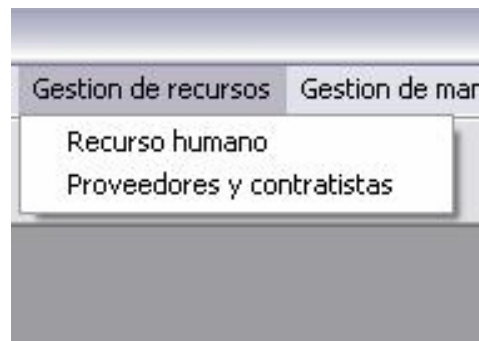 Gestion de recursos Gestion de
Recurso humano
Proveedores y contratistas